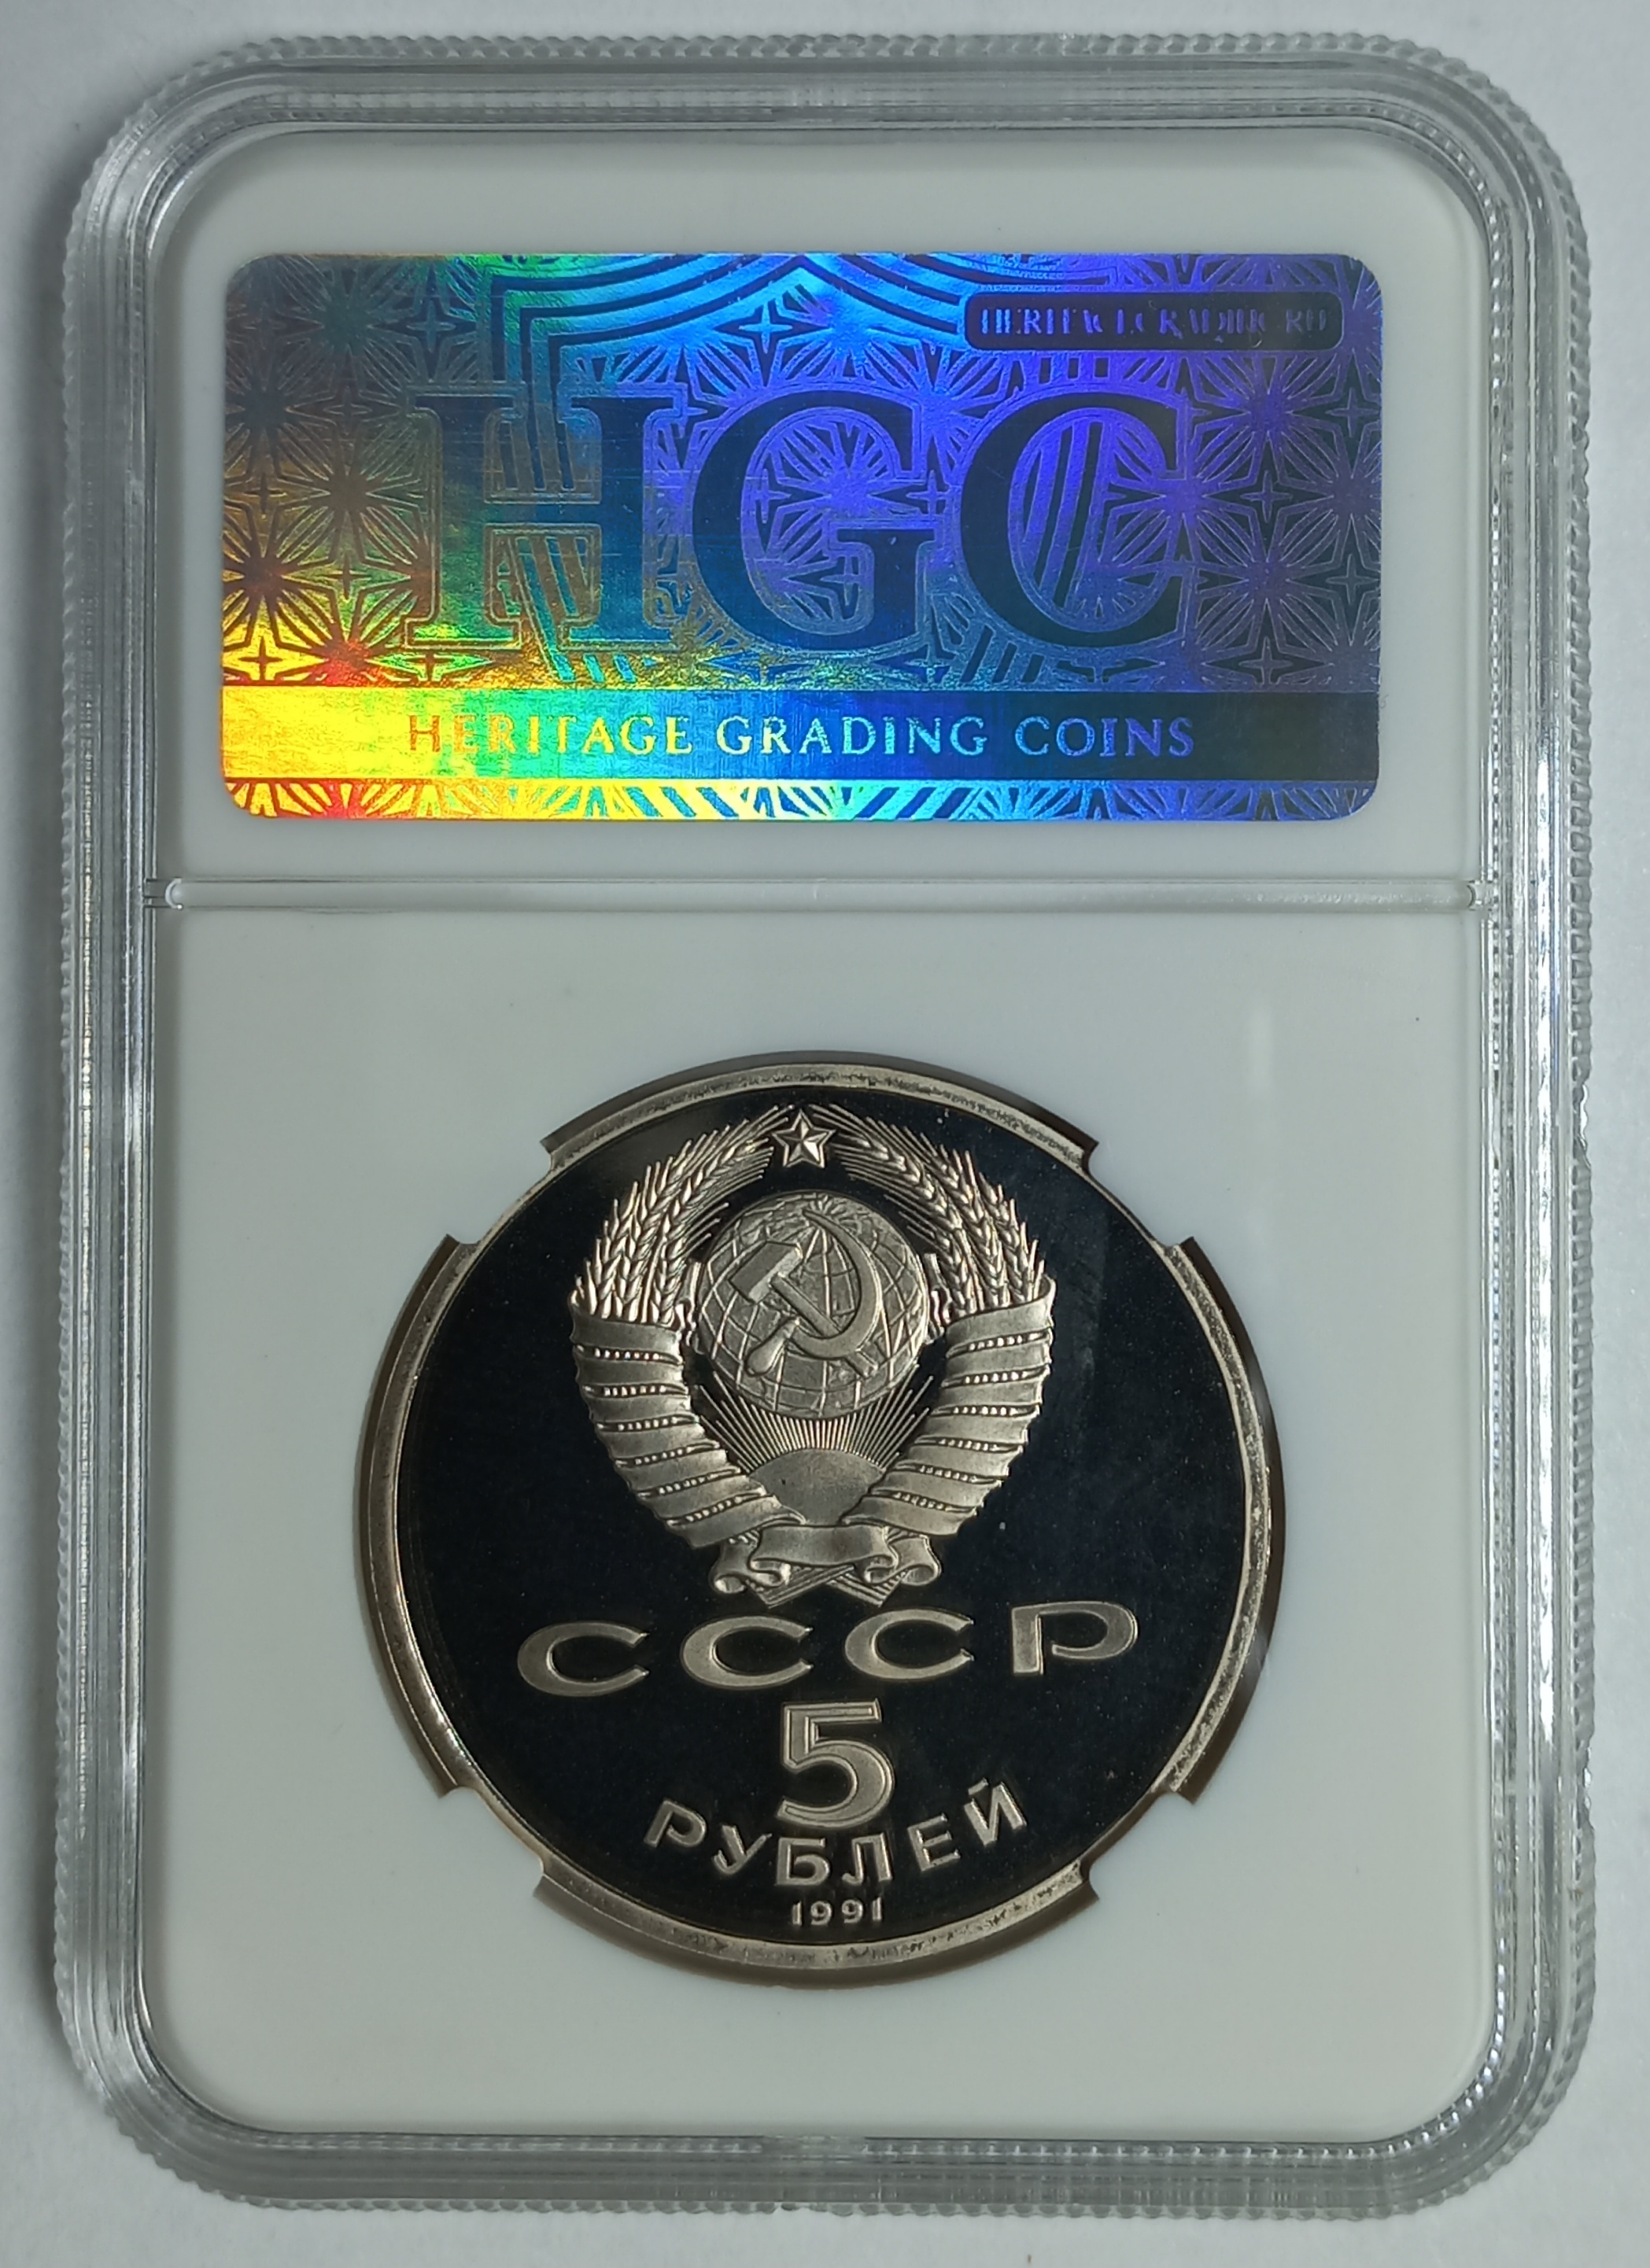 HGC
HERITAGE GRADING COINS
СССР
5
РУБЛЕЙ
1991